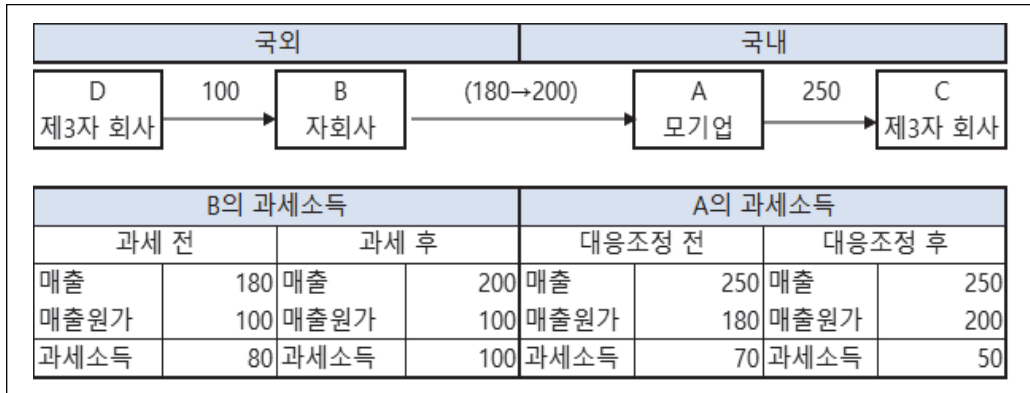 국외 국내
D 100 B (180→200) A 250 C
제3자 회사 자회사 모기업 제3자 회사
B의 과세소득 A의 과세소득
과세 전 과세 후 대응조정 전 대응조정 후
매출 180 매출 200 매출 250 매출 250
매출원가 100 매출원가 100 매출원가 180 매출원가 200
과세소득 80 과세소득 100 과세소득 70 과세소득 50